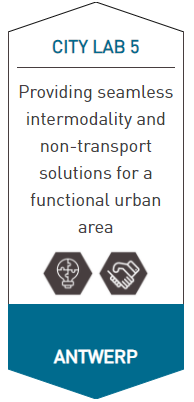 CITY LAB 5
Providing seamless
intermodality and
non-transport
solutions for a
functional urban
area
ANTWERP